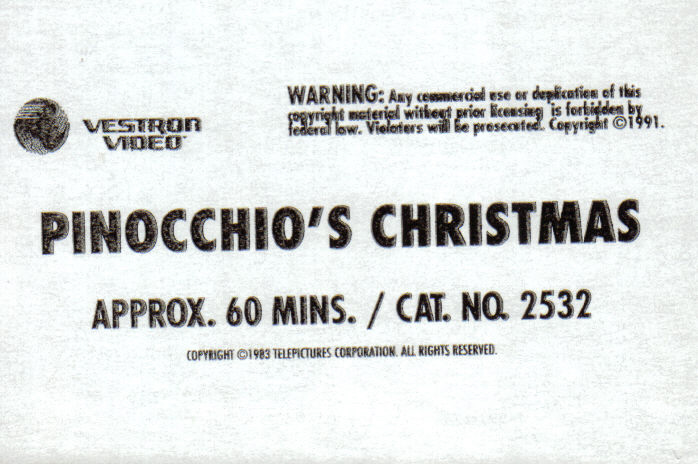 VESTRON
VIDEO
WARNING: Any commercial use or duplication of this
copyright material without prior licensing is forbidden by
federal law. Violators will be prosecuted. Copyright ©1991.
PINOCCHIO'S CHRISTMAS
APPROX. 60 MINS. / CAT. NO. 2532
COPYRIGHT ©1983 TELEPICTURES CORPORATION. ALL RIGHTS RESERVED.